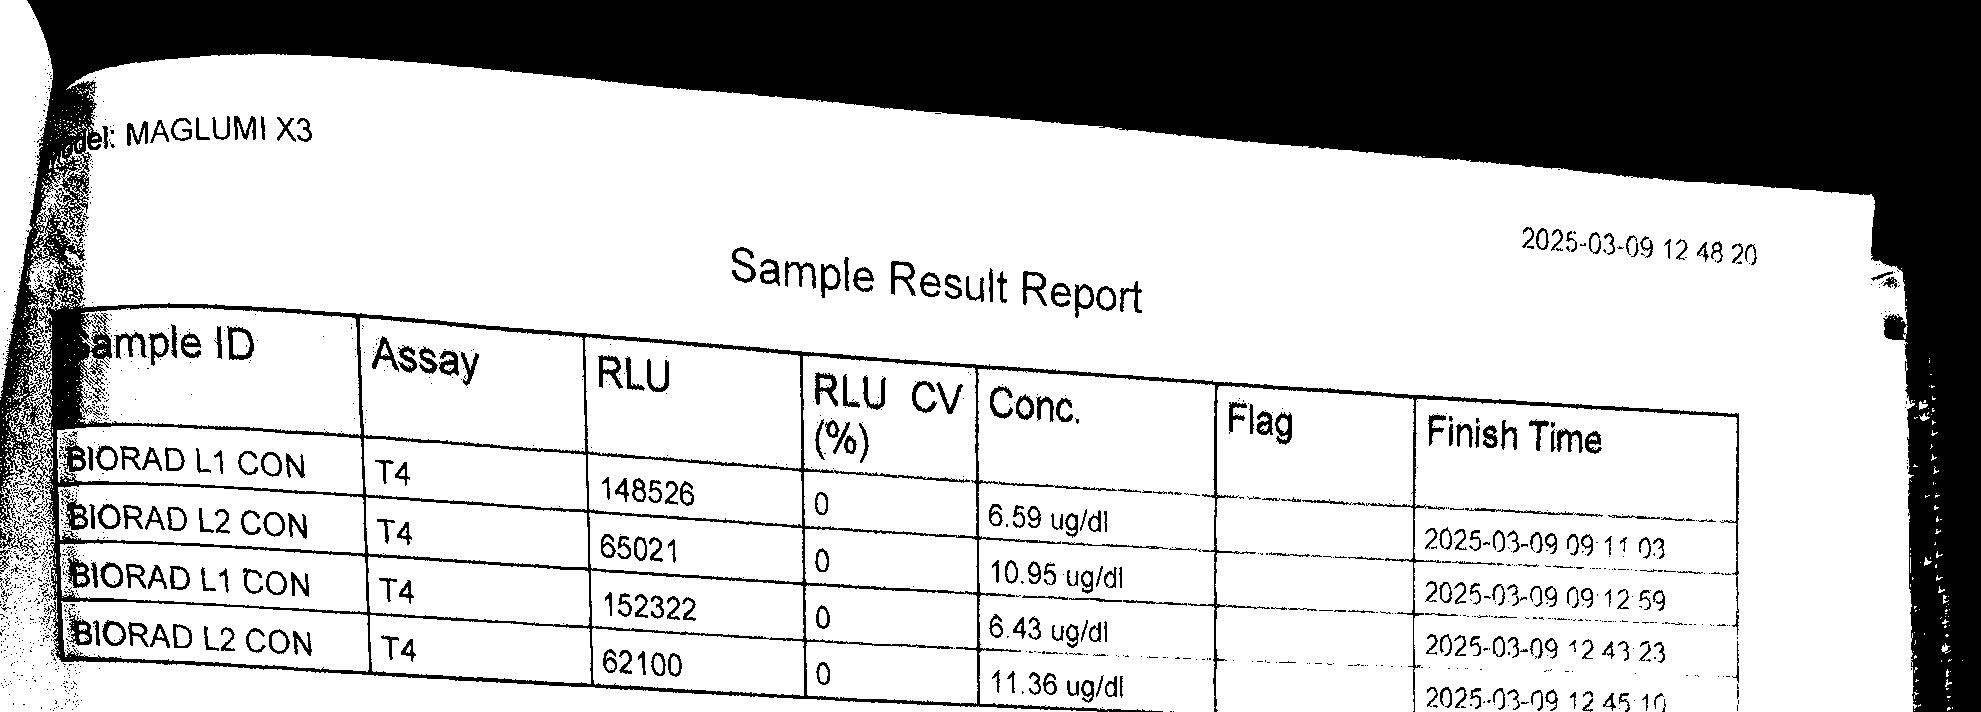 Model: MAGLUMI X3
2025-03-09 12 48 20
Sample Result Report
Sample ID Assay RLU RLU CV (%) Conc. Flag Finish Time
BIORAD L1 CON T4 148526 0 6.59 ug/dl 2025-03-09 09 11 03
BIORAD L2 CON T4 65021 0 10.95 ug/dl 2025-03-09 09 12 59
BIORAD L1 CON T4 152322 0 6.43 ug/dl 2025-03-09 12 43 23
BIORAD L2 CON T4 62100 0 11.36 ug/dl 2025-03-09 12 45 10